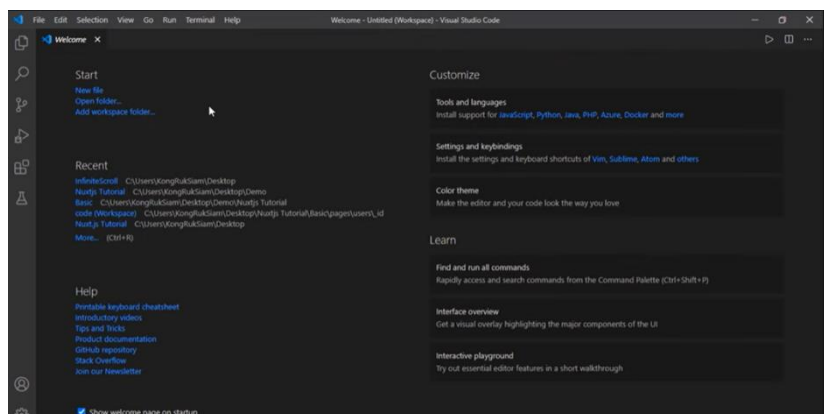 File Edit Selection View Go Run Terminal Help
Welcome - Untitled (Workspace) - Visual Studio Code
Welcome
Start
New file
Open folder...
Add workspace folder...
Recent
InfiniteScroll C:\Users\KongRukSiam\Desktop
Nuxtjs Tutorial C:\Users\KongRukSiam\Desktop\Demo
Basic C:\Users\KongRukSiam\Desktop\Demo\Nuxtjs Tutorial
code (Workspace) C:\Users\KongRukSiam\Desktop\Nuxtjs Tutorial\Basic\pages\users\_id
Nuxt.js Tutorial C:\Users\KongRukSiam\Desktop
More... (Ctrl+R)
Help
Printable keyboard cheatsheet
Introductory videos
Tips and Tricks
Product documentation
GitHub repository
Stack Overflow
Join our Newsletter
Show welcome page on startup
Customize
Tools and languages
Install support for JavaScript, Python, Java, PHP, Azure, Docker and more
Settings and keybindings
Install the settings and keyboard shortcuts of Vim, Sublime, Atom and others
Color theme
Make the editor and your code look the way you love
Learn
Find and run all commands
Rapidly access and search commands from the Command Palette (Ctrl+Shift+P)
Interface overview
Get a visual overlay highlighting the major components of the UI
Interactive playground
Try out essential editor features in a short walkthrough